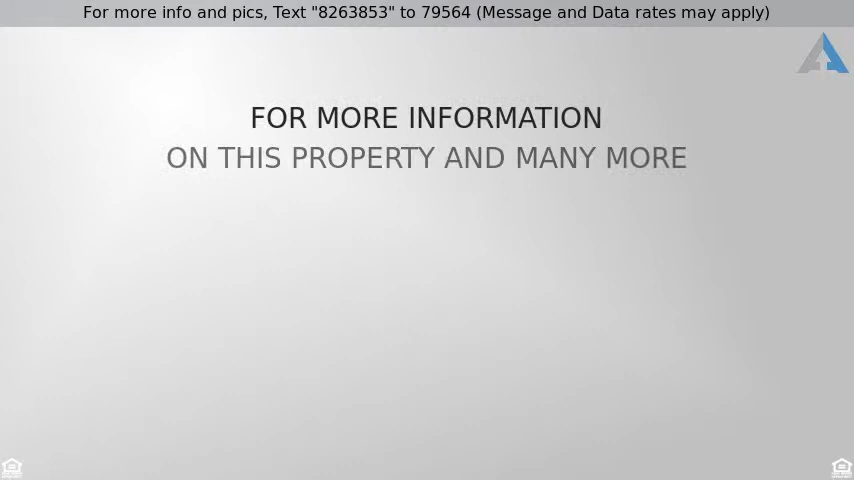 For more info and pics, Text "8263853" to 79564 (Message and Data rates may apply)
FOR MORE INFORMATION
ON THIS PROPERTY AND MANY MORE